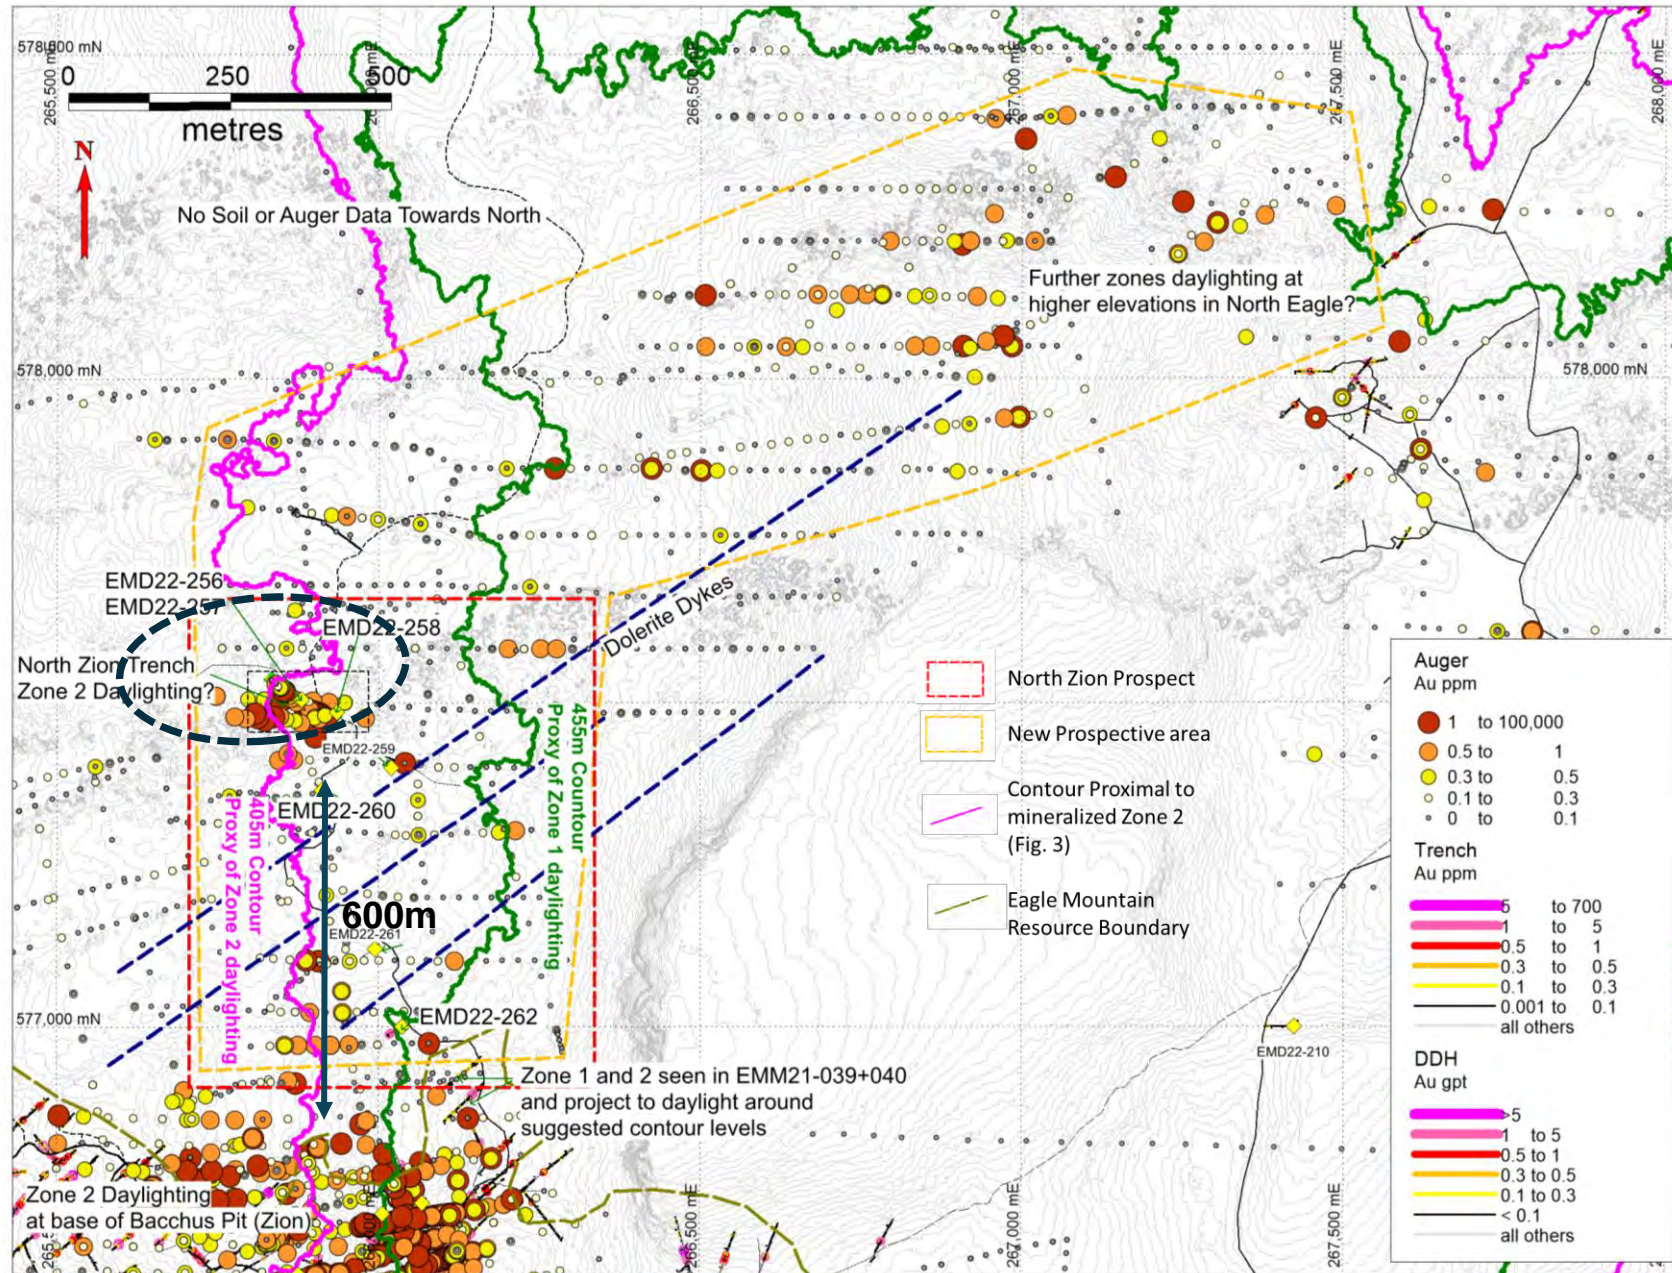 578,500 mN
0 250 500
metres
N
265,500 mE
266,500 mE
267,000 mE
267,500 mE
268,000 mE
No Soil or Auger Data Towards North
Further zones daylighting at
higher elevations in North Eagle?
578,000 mN
578,000 mN
EMD22-256
EMD22-257
EMD22-258
North Zion Trench
Zone 2 Daylighting?
Dolerite Dykes
EMD22-259
EMD22-260
405m Contour
Proxy of Zone 2 daylighting
455m Countour
Proxy of Zone 1 daylighting
600m
EMD22-261
EMD22-262
577,000 mN
EMD22-210
Zone 1 and 2 seen in EMM21-039+040
and project to daylight around
suggested contour levels
Zone 2 Daylighting
at base of Bacchus Pit (Zion)
266,500 mE
267,000 mE
267,500 mE
North Zion Prospect
New Prospective area
Contour Proximal to
mineralized Zone 2
(Fig. 3)
Eagle Mountain
Resource Boundary
Auger
Au ppm
1 to 100,000
0.5 to 1
0.3 to 0.5
0.1 to 0.3
0 to 0.1
Trench
Au ppm
5 to 700
1 to 5
0.5 to 1
0.3 to 0.5
0.1 to 0.3
0.001 to 0.1
all others
DDH
Au gpt
>5
1 to 5
0.5 to 1
0.3 to 0.5
0.1 to 0.3
< 0.1
all others